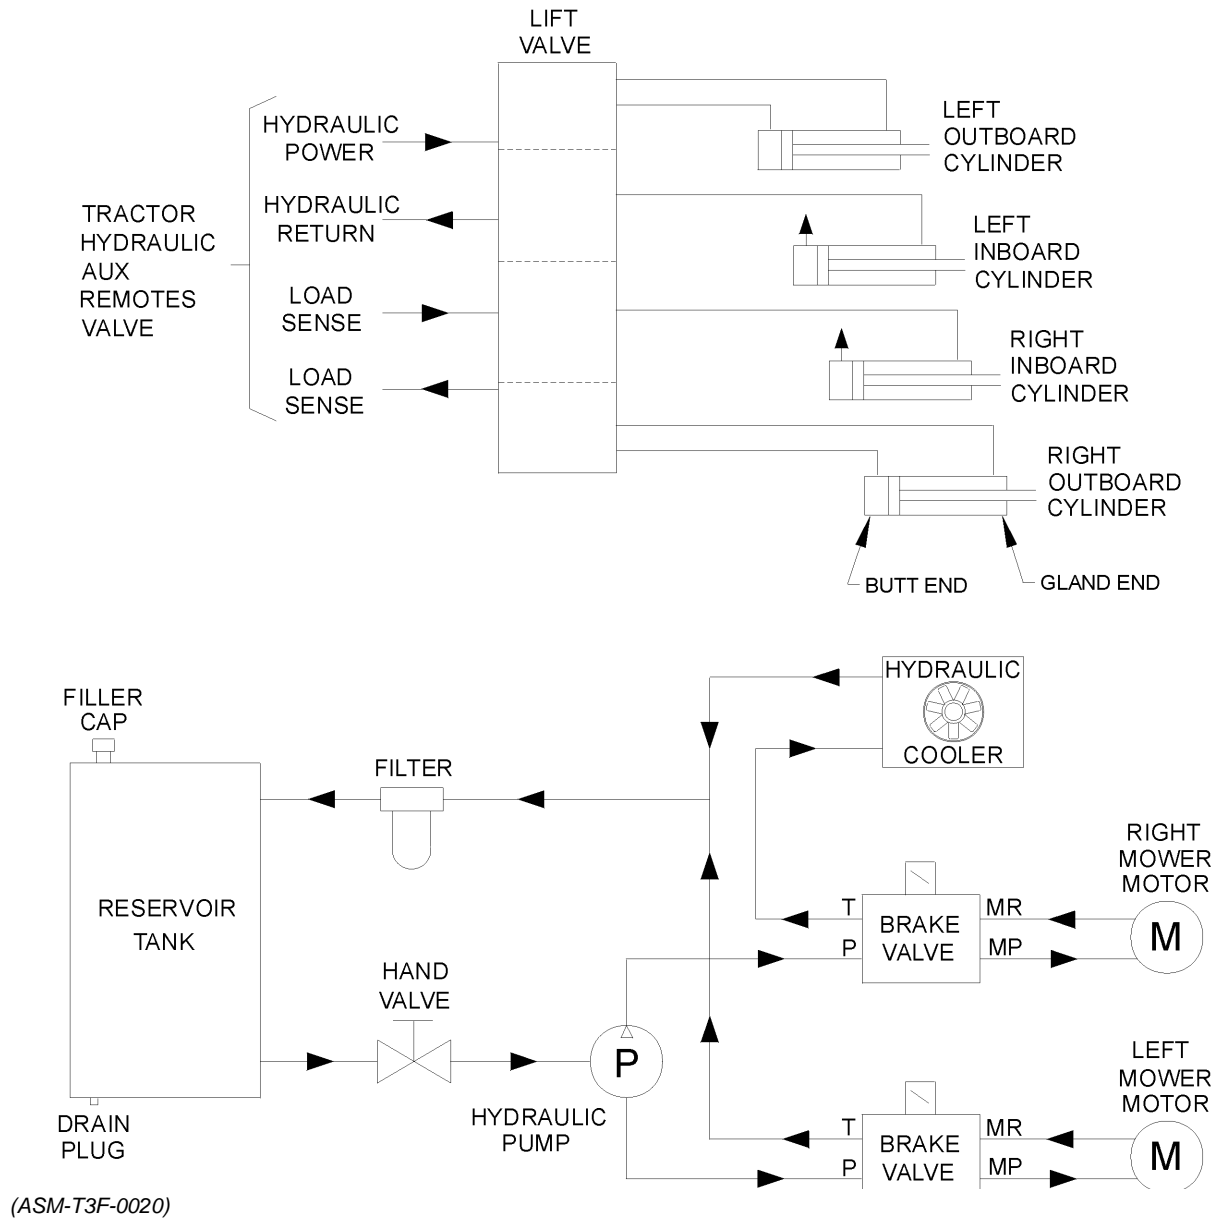 LIFT
VALVE
HYDRAULIC
POWER
HYDRAULIC
RETURN
TRACTOR
HYDRAULIC
AUX
REMOTES
VALVE
LOAD
SENSE
LOAD
SENSE
LEFT
OUTBOARD
CYLINDER
LEFT
INBOARD
CYLINDER
RIGHT
INBOARD
CYLINDER
RIGHT
OUTBOARD
CYLINDER
BUTT END
GLAND END
HYDRAULIC
COOLER
FILLER
CAP
FILTER
RESERVOIR
TANK
HAND
VALVE
DRAIN
PLUG
P
HYDRAULIC
PUMP
RIGHT
MOWER
MOTOR
T
P
BRAKE
VALVE
MR
MP
M
LEFT
MOWER
MOTOR
T
P
BRAKE
VALVE
MR
MP
M
(ASM-T3F-0020)